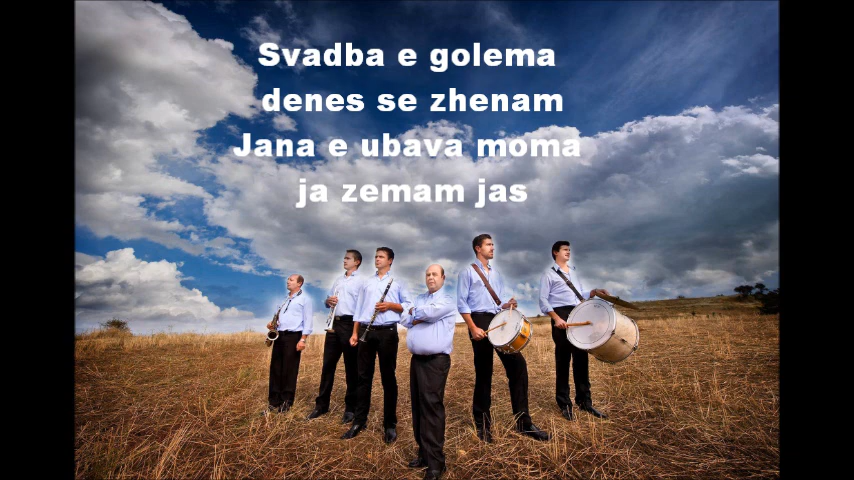 Svadba e golema
denes se zhenam
Jana e ubava moma
ja zemam jas